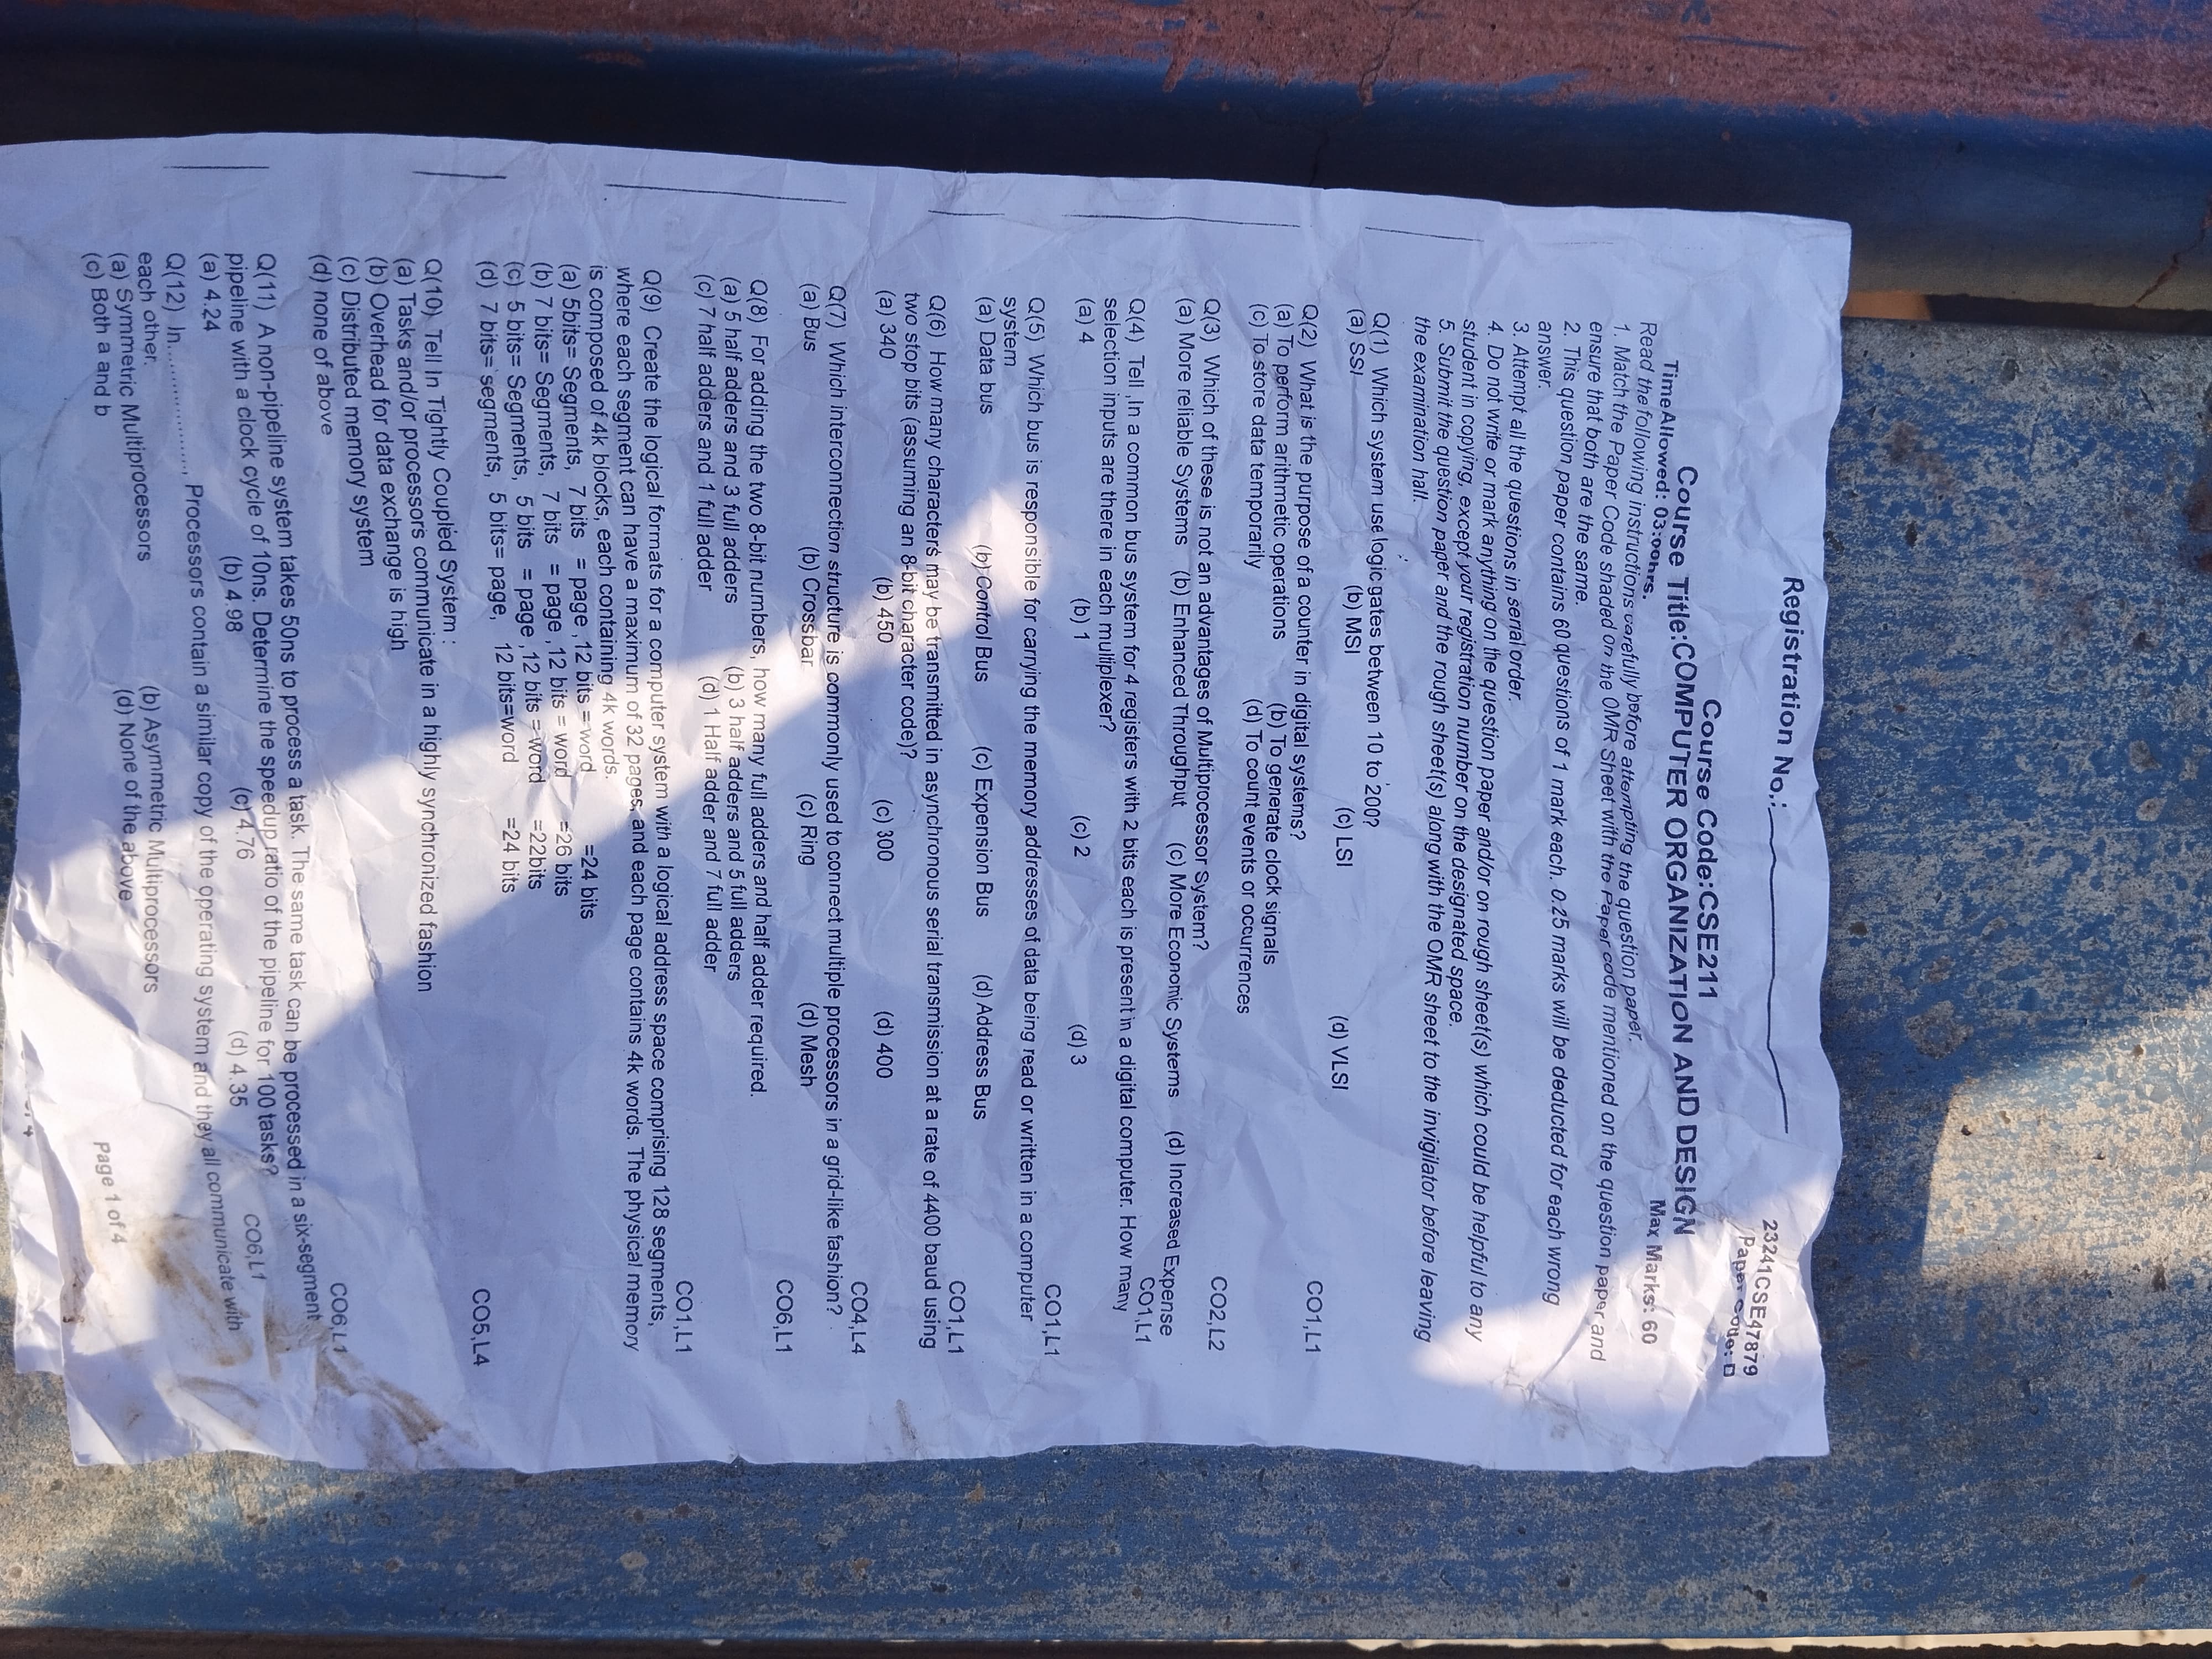 Registration No.:
23241CSE47879
Paper Code: D
Course Code:CSE211
Course Title:COMPUTER ORGANIZATION AND DESIGN
Time Allowed: 03:00hrs.
Max Marks: 60
Read the following instructions carefully before attempting the question paper.
1. Match the Paper Code shaded on the OMR Sheet with the Paper code mentioned on the question paper and
ensure that both are the same.
2. This question paper contains 60 questions of 1 mark each. 0.25 marks will be deducted for each wrong
answer.
3. Attempt all the questions in serial order.
4. Do not write or mark anything on the question paper and/or on rough sheet(s) which could be helpful to any
student in copying, except your registration number on the designated space.
5. Submit the question paper and the rough sheet(s) along with the OMR sheet to the invigilator before leaving
the examination hall.
Q(1) Which system use logic gates between 10 to 200?
(a) SSI (b) MSI (c) LSI (d) VLSI
CO1,L1
Q(2) What is the purpose of a counter in digital systems?
(a) To perform arithmetic operations (b) To generate clock signals
(c) To store data temporarily (d) To count events or occurrences
CO2,L2
Q(3) Which of these is not an advantages of Multiprocessor System?
(a) More reliable Systems (b) Enhanced Throughput (c) More Economic Systems (d) Increased Expense
CO1,L1
Q(4) Tell ,In a common bus system for 4 registers with 2 bits each is present in a digital computer. How many
selection inputs are there in each multiplexer?
(a) 4 (b) 1 (c) 2 (d) 3
CO1,L1
Q(5) Which bus is responsible for carrying the memory addresses of data being read or written in a computer
system
(a) Data bus (b) Control Bus (c) Expension Bus (d) Address Bus
CO1,L1
Q(6) How many characters may be transmitted in asynchronous serial transmission at a rate of 4400 baud using
two stop bits (assuming an 8-bit character code)?
(a) 340 (b) 450 (c) 300 (d) 400
CO4,L4
Q(7) Which interconnection structure is commonly used to connect multiple processors in a grid-like fashion?
(a) Bus (b) Crossbar (c) Ring (d) Mesh
CO6,L1
Q(8) For adding the two 8-bit numbers, how many full adders and half adder required.
(a) 5 half adders and 3 full adders (b) 3 half adders and 5 full adders
(c) 7 half adders and 1 full adder (d) 1 Half adder and 7 full adder
CO1,L1
Q(9) Create the logical formats for a computer system with a logical address space comprising 128 segments,
where each segment can have a maximum of 32 pages, and each page contains 4k words. The physical memory
is composed of 4k blocks, each containing 4k words.
(a) 5bits= Segments, 7 bits = page ,12 bits =word =24 bits
(b) 7 bits= Segments, 7 bits = page ,12 bits = word =26 bits
(c) 5 bits= Segments, 5 bits = page ,12 bits =word =22bits
(d) 7 bits= segments, 5 bits= page, 12 bits=word =24 bits
CO5,L4
Q(10) Tell In Tightly Coupled System :
(a) Tasks and/or processors communicate in a highly synchronized fashion
(b) Overhead for data exchange is high
(c) Distributed memory system
(d) none of above
CO6,L1
Q(11) A non-pipeline system takes 50ns to process a task. The same task can be processed in a six-segment
pipeline with a clock cycle of 10ns. Determine the speedup ratio of the pipeline for 100 tasks?
(a) 4.24 (b) 4.98 (c) 4.76 (d) 4.35
CO6,L1
Q(12) In................ Processors contain a similar copy of the operating system and they all communicate with
each other.
(a) Symmetric Multiprocessors (b) Asymmetric Multiprocessors
(c) Both a and b (d) None of the above
Page 1 of 4